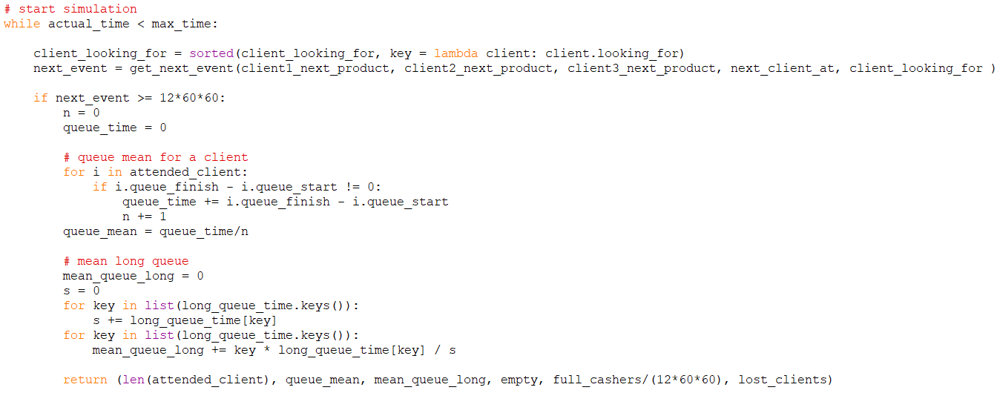 # start simulation
while actual_time < max_time:
client_looking_for = sorted(client_looking_for, key = lambda client: client.looking_for)
next_event = get_next_event(client1_next_product, client2_next_product, client3_next_product, next_client_at, client_looking_for )
if next_event >= 12*60*60:
n = 0
queue_time = 0
# queue mean for a client
for i in attended_client:
if i.queue_finish - i.queue_start != 0:
queue_time += i.queue_finish - i.queue_start
n += 1
queue_mean = queue_time/n
# mean long queue
mean_queue_long = 0
s = 0
for key in list(long_queue_time.keys()):
s += long_queue_time[key]
for key in list(long_queue_time.keys()):
mean_queue_long += key * long_queue_time[key] / s
return (len(attended_client), queue_mean, mean_queue_long, empty, full_cashers/(12*60*60), lost_clients)